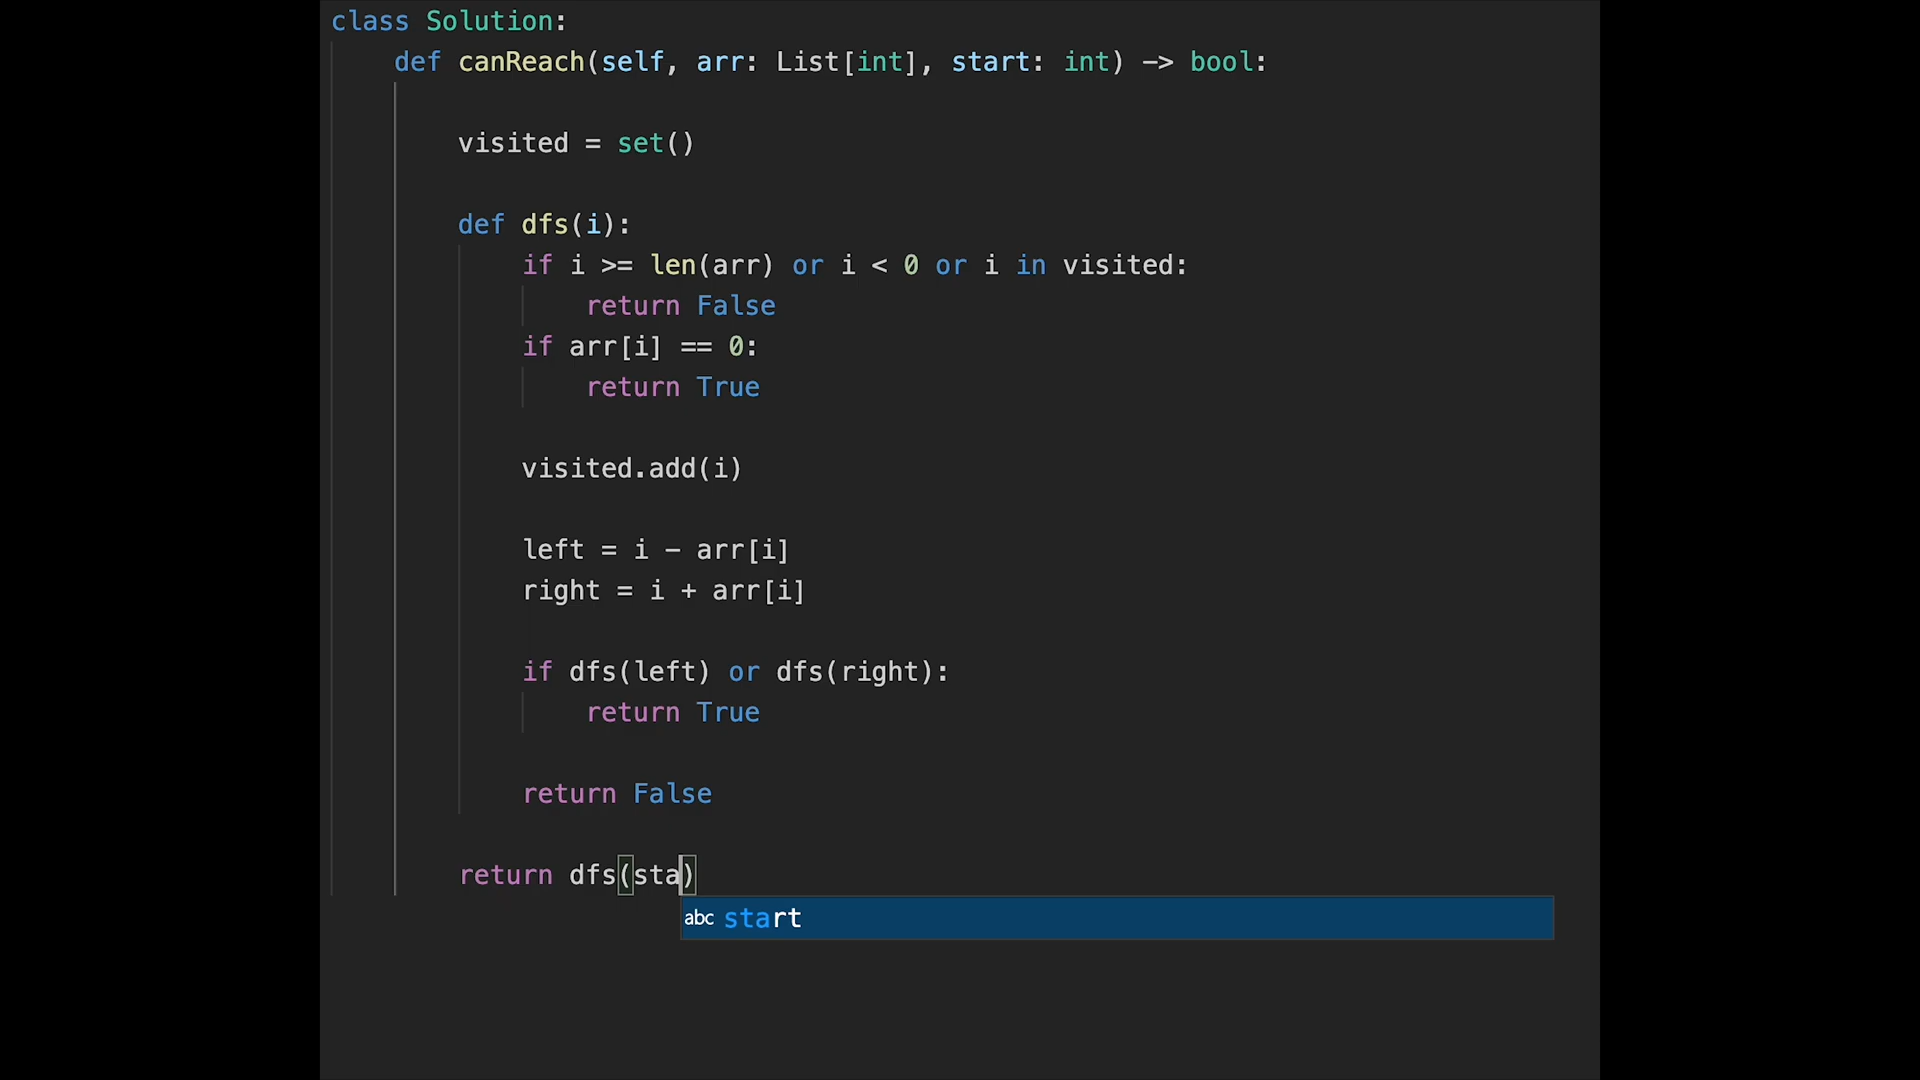 class Solution:
    def canReach(self, arr: List[int], start: int) -> bool:
        visited = set()
        def dfs(i):
            if i >= len(arr) or i < 0 or i in visited:
                return False
            if arr[i] == 0:
                return True
            visited.add(i)
            left = i - arr[i]
            right = i + arr[i]
            if dfs(left) or dfs(right):
                return True
            return False
        return dfs(sta)
abc start